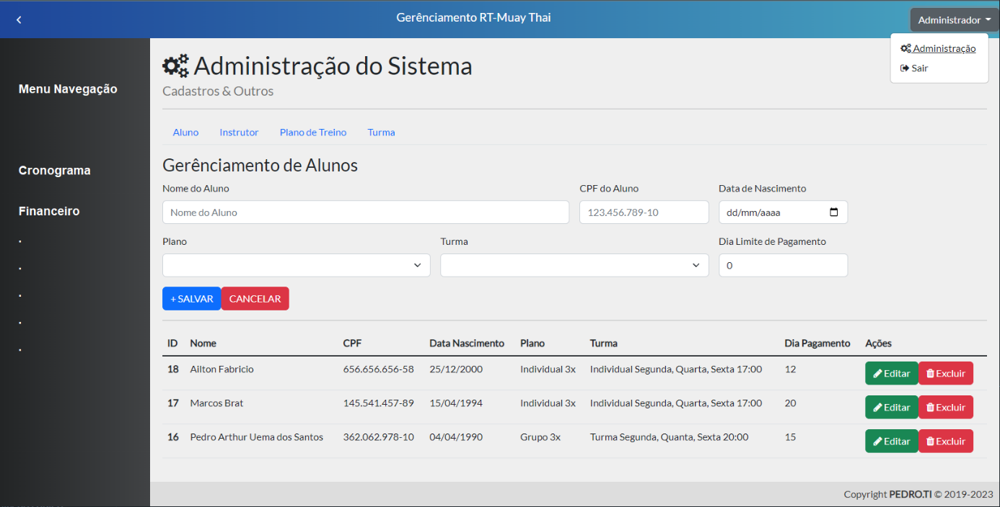 Gerênciamento RT-Muay Thai
Administrador
Administração
Sair
Menu Navegação
Cronograma
Financeiro
.
.
.
.
.
Administração do Sistema
Cadastros & Outros
Aluno Instrutor Plano de Treino Turma
Gerênciamento de Alunos
Nome do Aluno CPF do Aluno Data de Nascimento
Nome do Aluno 123.456.789-10 dd/mm/aaaa
Plano Turma Dia Limite de Pagamento
0
+ SALVAR CANCELAR
ID Nome CPF Data Nascimento Plano Turma Dia Pagamento Ações
18 Ailton Fabricio 656.656.656-58 25/12/2000 Individual 3x Individual Segunda, Quarta, Sexta 17:00 12 Editar Excluir
17 Marcos Brat 145.541.457-89 15/04/1994 Individual 3x Individual Segunda, Quarta, Sexta 17:00 20 Editar Excluir
16 Pedro Arthur Uema dos Santos 362.062.978-10 04/04/1990 Grupo 3x Turma Segunda, Quanta, Sexta 20:00 15 Editar Excluir
Copyright PEDRO.TI © 2019-2023